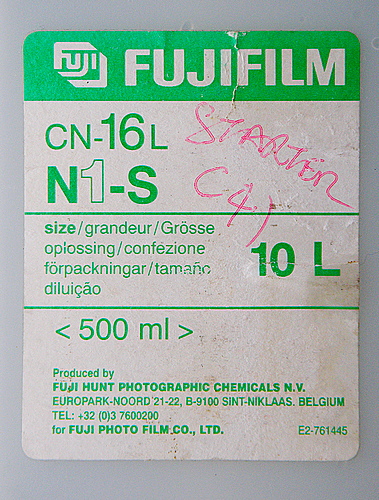 FUJI FUJIFILM
CN-16L
STARTER
N1-S
C41
size/grandeur/Grösse
oplossing/confezione
förpackningar/tamaño
diluição
10 L
< 500 ml >
Produced by
FUJI HUNT PHOTOGRAPHIC CHEMICALS N.V.
EUROPARK-NOORD 21-22, B-9100 SINT-NIKLAAS. BELGIUM
TEL: +32 (0)3 7600200
for FUJI PHOTO FILM CO., LTD.
E2-761445